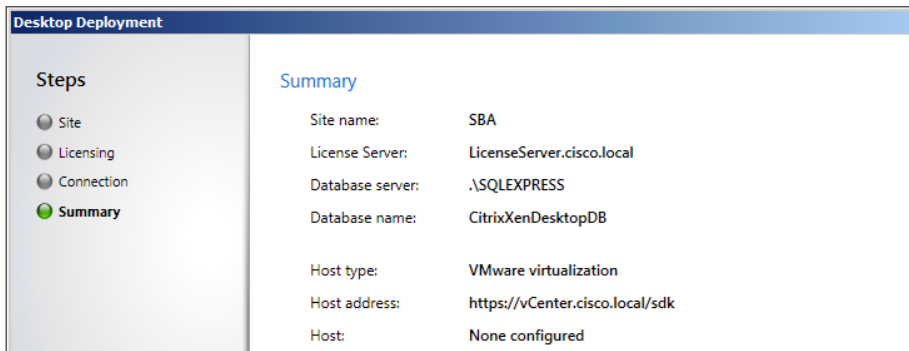 Desktop Deployment
Steps
Site
Licensing
Connection
Summary
Summary
Site name: SBA
License Server: LicenseServer.cisco.local
Database server: .\SQLEXPRESS
Database name: CitrixXenDesktopDB
Host type: VMware virtualization
Host address: https://vCenter.cisco.local/sdk
Host: None configured